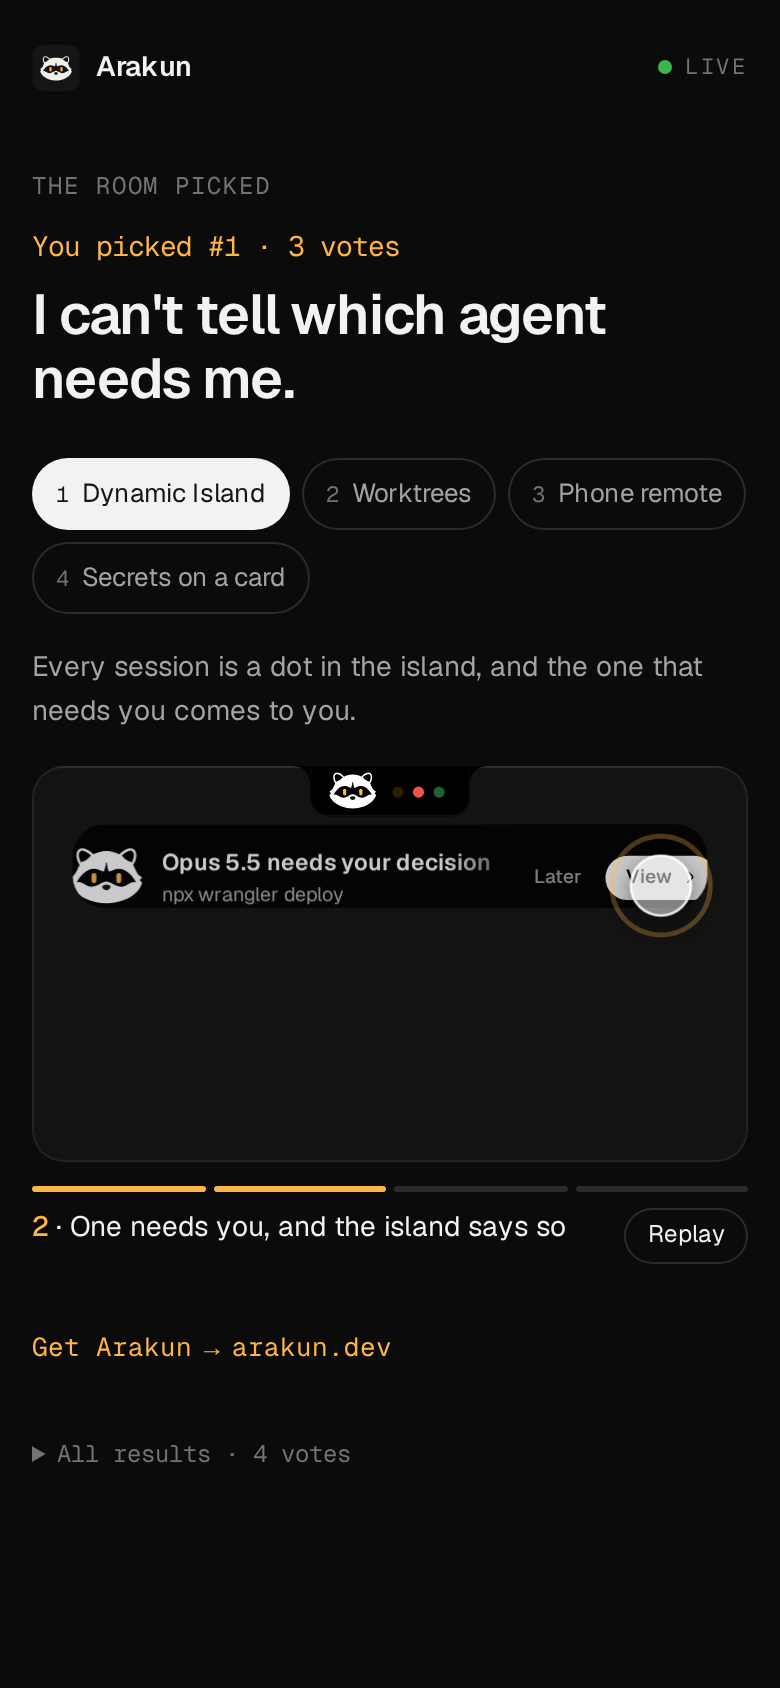 Arakun
LIVE
THE ROOM PICKED
You picked #1 · 3 votes
I can't tell which agent
needs me.
1 Dynamic Island
2 Worktrees
3 Phone remote
4 Secrets on a card
Every session is a dot in the island, and the one that
needs you comes to you.
Opus 5.5 needs your decision
npx wrangler deploy
Later
View ›
2 · One needs you, and the island says so
Replay
Get Arakun → arakun.dev
▶ All results · 4 votes